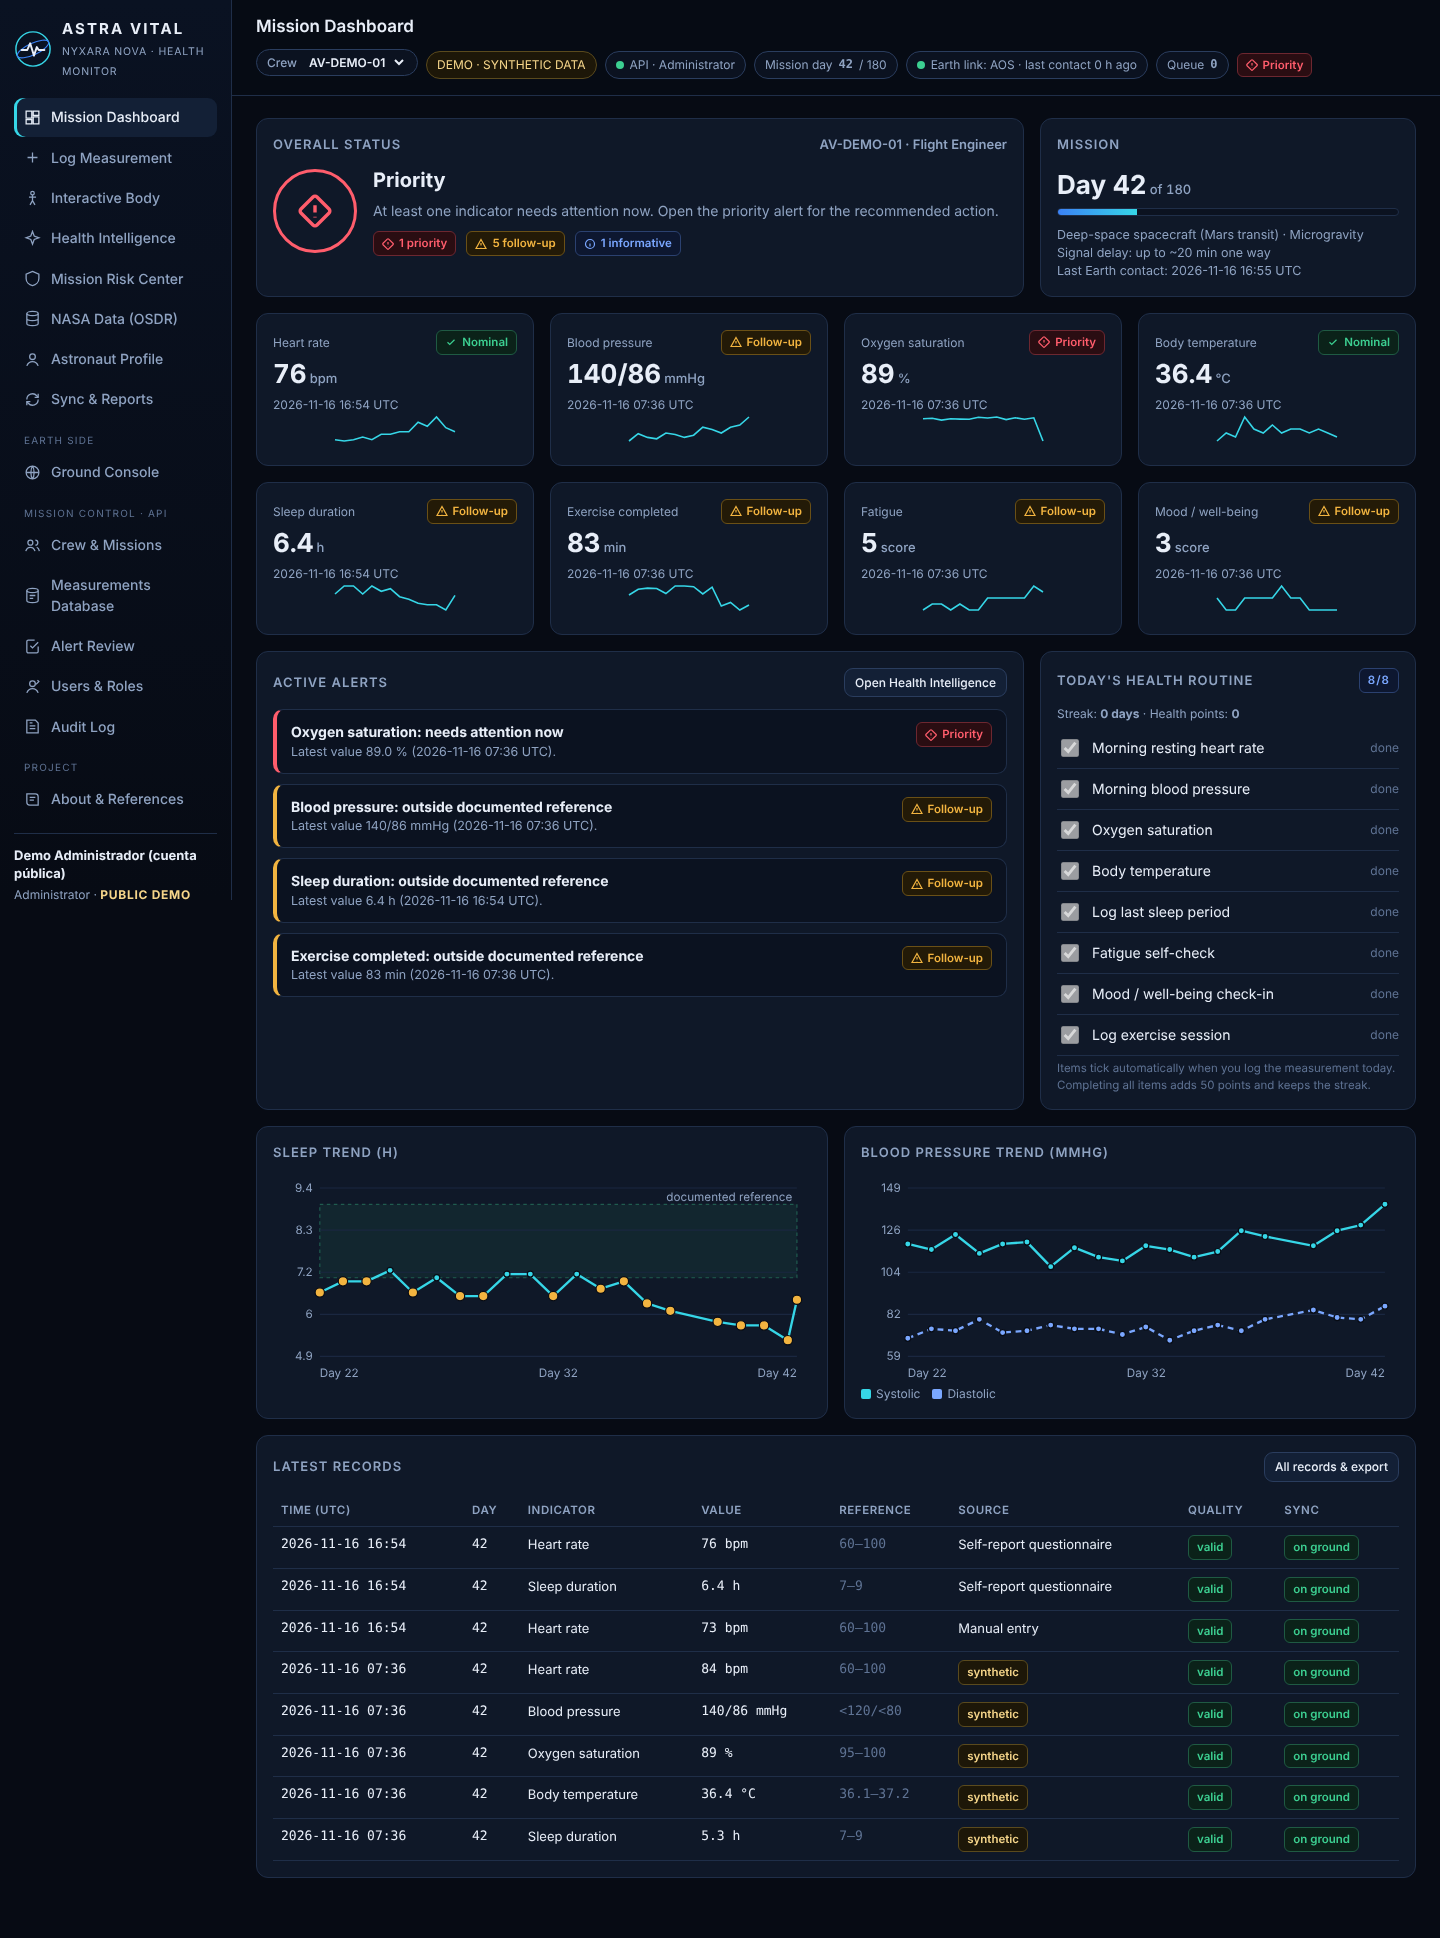 ASTRA VITAL
NYXARA NOVA · HEALTH
MONITOR
Mission Dashboard
Log Measurement
Interactive Body
Health Intelligence
Mission Risk Center
NASA Data (OSDR)
Astronaut Profile
Sync & Reports
EARTH SIDE
Ground Console
MISSION CONTROL · API
Crew & Missions
Measurements
Database
Alert Review
Users & Roles
Audit Log
PROJECT
About & References
Demo Administrador (cuenta
pública)
Administrator · PUBLIC DEMO
Mission Dashboard
Crew AV-DEMO-01
DEMO · SYNTHETIC DATA
API · Administrator
Mission day 42 / 180
Earth link: AOS · last contact 0 h ago
Queue 0
Priority
OVERALL STATUS
AV-DEMO-01 · Flight Engineer
Priority
At least one indicator needs attention now. Open the priority alert for the recommended action.
1 priority
5 follow-up
1 informative
MISSION
Day 42 of 180
Deep-space spacecraft (Mars transit) · Microgravity
Signal delay: up to ~20 min one way
Last Earth contact: 2026-11-16 16:55 UTC
Heart rate
Nominal
76 bpm
2026-11-16 16:54 UTC
Blood pressure
Follow-up
140/86 mmHg
2026-11-16 07:36 UTC
Oxygen saturation
Priority
89 %
2026-11-16 07:36 UTC
Body temperature
Nominal
36.4 °C
2026-11-16 07:36 UTC
Sleep duration
Follow-up
6.4 h
2026-11-16 16:54 UTC
Exercise completed
Follow-up
83 min
2026-11-16 07:36 UTC
Fatigue
Follow-up
5 score
2026-11-16 07:36 UTC
Mood / well-being
Follow-up
3 score
2026-11-16 07:36 UTC
ACTIVE ALERTS
Open Health Intelligence
Oxygen saturation: needs attention now
Priority
Latest value 89.0 % (2026-11-16 07:36 UTC).
Blood pressure: outside documented reference
Follow-up
Latest value 140/86 mmHg (2026-11-16 07:36 UTC).
Sleep duration: outside documented reference
Follow-up
Latest value 6.4 h (2026-11-16 16:54 UTC).
Exercise completed: outside documented reference
Follow-up
Latest value 83 min (2026-11-16 07:36 UTC).
TODAY'S HEALTH ROUTINE
8/8
Streak: 0 days · Health points: 0
Morning resting heart rate done
Morning blood pressure done
Oxygen saturation done
Body temperature done
Log last sleep period done
Fatigue self-check done
Mood / well-being check-in done
Log exercise session done
Items tick automatically when you log the measurement today.
Completing all items adds 50 points and keeps the streak.
SLEEP TREND (H)
9.4
documented reference
8.3
7.2
6
4.9
Day 22 Day 32 Day 42
BLOOD PRESSURE TREND (MMHG)
149
126
104
82
59
Day 22 Day 32 Day 42
Systolic Diastolic
LATEST RECORDS
All records & export
TIME (UTC) DAY INDICATOR VALUE REFERENCE SOURCE QUALITY SYNC
2026-11-16 16:54 42 Heart rate 76 bpm 60–100 Self-report questionnaire valid on ground
2026-11-16 16:54 42 Sleep duration 6.4 h 7–9 Self-report questionnaire valid on ground
2026-11-16 16:54 42 Heart rate 73 bpm 60–100 Manual entry valid on ground
2026-11-16 07:36 42 Heart rate 84 bpm 60–100 synthetic valid on ground
2026-11-16 07:36 42 Blood pressure 140/86 mmHg <120/<80 synthetic valid on ground
2026-11-16 07:36 42 Oxygen saturation 89 % 95–100 synthetic valid on ground
2026-11-16 07:36 42 Body temperature 36.4 °C 36.1–37.2 synthetic valid on ground
2026-11-16 07:36 42 Sleep duration 5.3 h 7–9 synthetic valid on ground